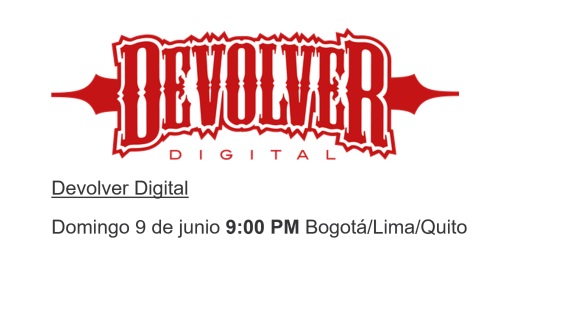 DEVOLVER
DIGITAL
Devolver Digital
Domingo 9 de junio 9:00 PM Bogotá/Lima/Quito